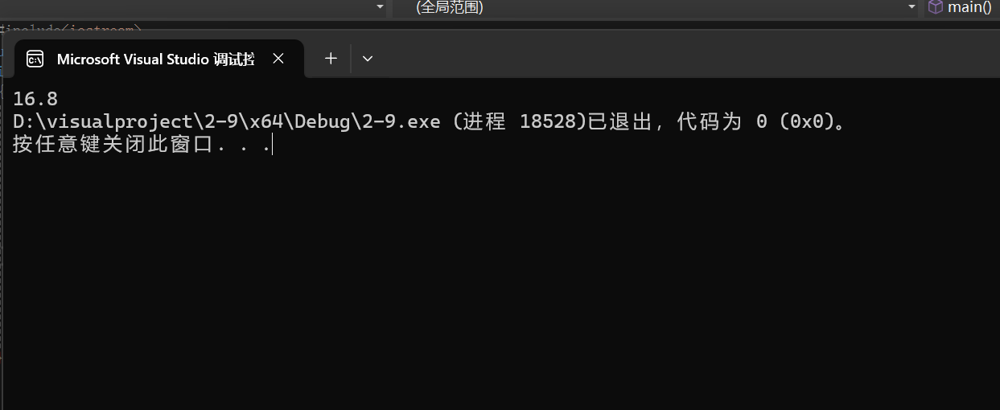 (全局范围)
main()
#include<iostream>
Microsoft Visual Studio 调试控
16.8
D:\visualproject\2-9\x64\Debug\2-9.exe (进程 18528)已退出，代码为 0 (0x0)。
按任意键关闭此窗口. . .